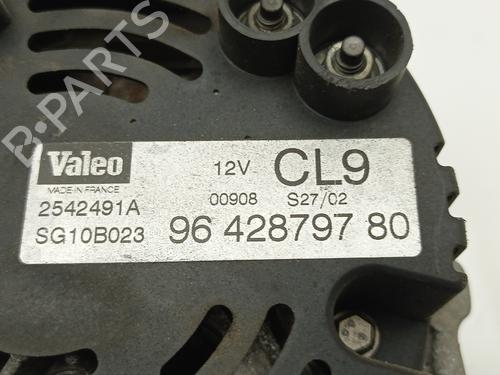 B-PARTS
Valeo
MADE IN FRANCE
12V CL9
2542491A 00908 S27/02
SG10B023 96 428797 80